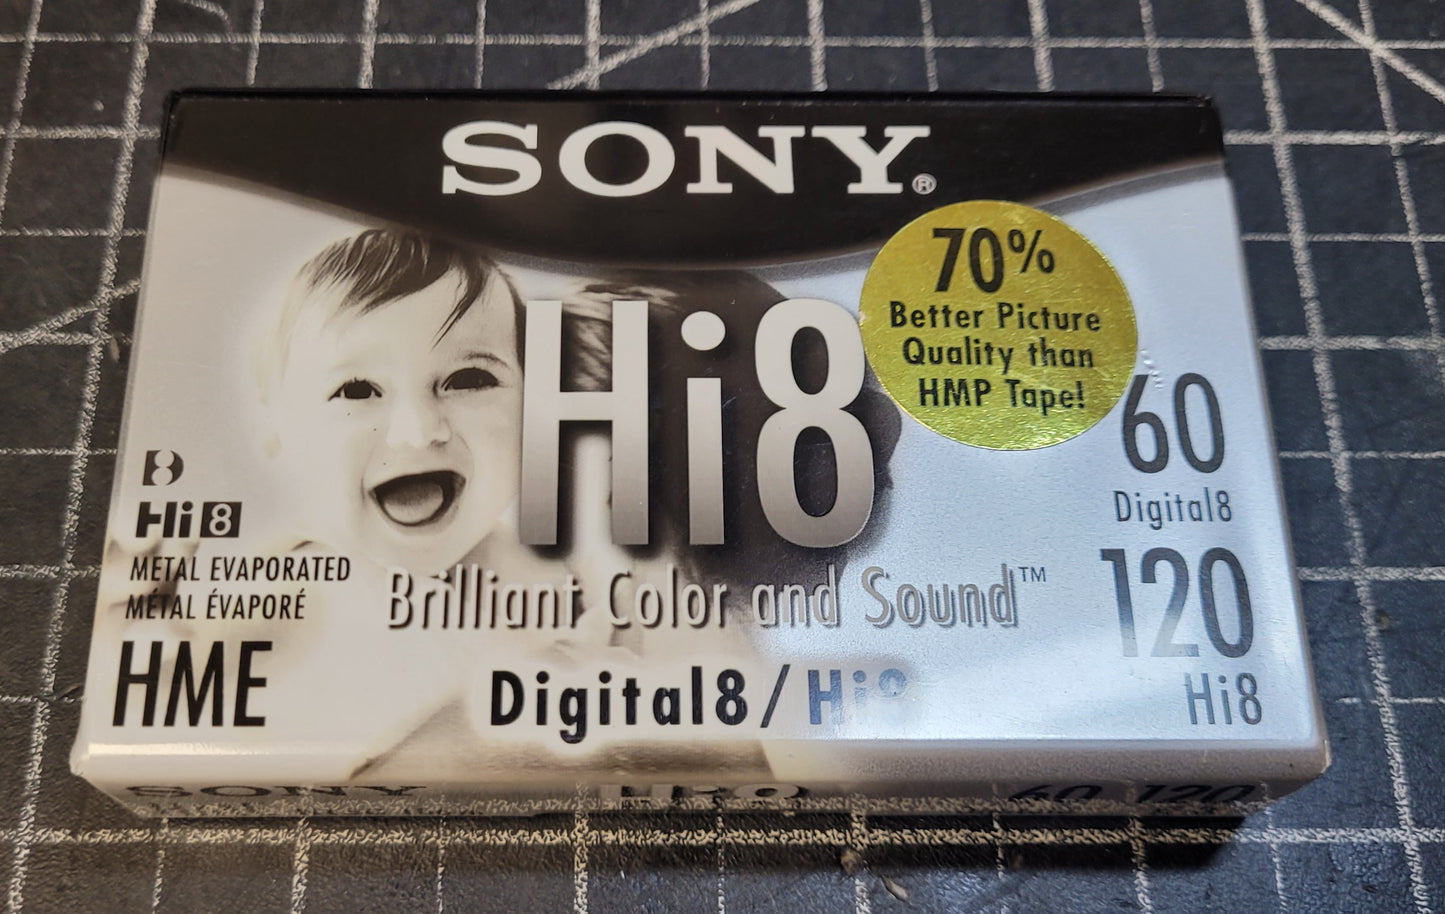 SONY®
70%
Better Picture
Quality than
HMP Tape!
Hi8
60
Digital8
8
Hi8
METAL EVAPORATED
MÉTAL ÉVAPORÉ
HME
Brilliant Color and Sound™
120
Hi8
Digital8/Hi8
SONY
Hi8
60 120